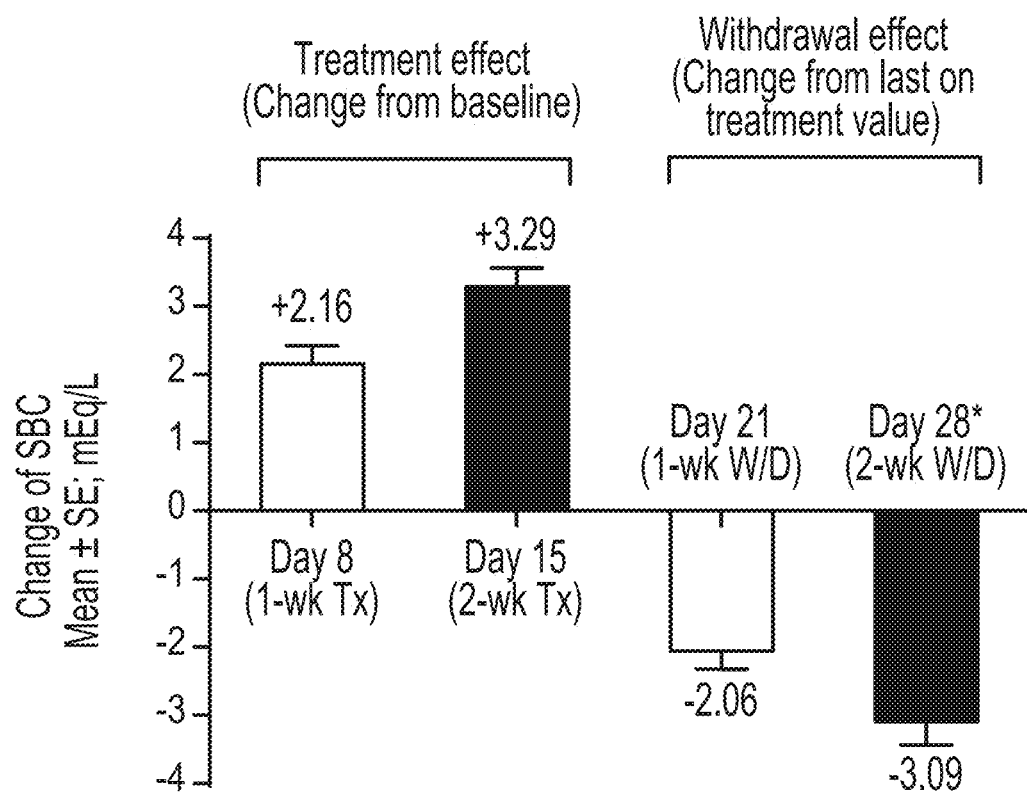 Treatment effect
(Change from baseline)
Withdrawal effect
(Change from last on
treatment value)
Change of SBC
Mean ± SE; mEq/L
4
3
2
1
0
-1
-2
-3
-4
+2.16
+3.29
Day 8
(1-wk Tx)
Day 15
(2-wk Tx)
Day 21
(1-wk W/D)
Day 28*
(2-wk W/D)
-2.06
-3.09